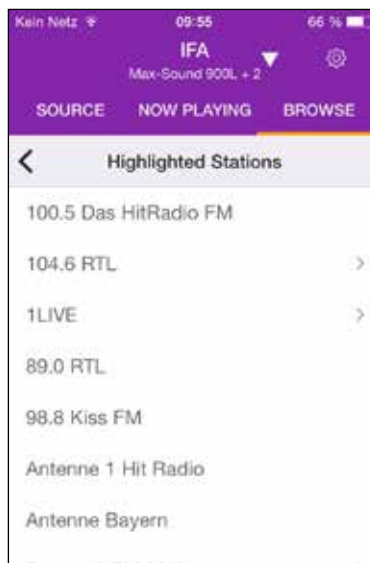 Kein Netz 09:55 66 %
IFA
Max-Sound 900L + 2
SOURCE NOW PLAYING BROWSE
Highlighted Stations
100.5 Das HitRadio FM
104.6 RTL
1LIVE
89.0 RTL
98.8 Kiss FM
Antenne 1 Hit Radio
Antenne Bayern